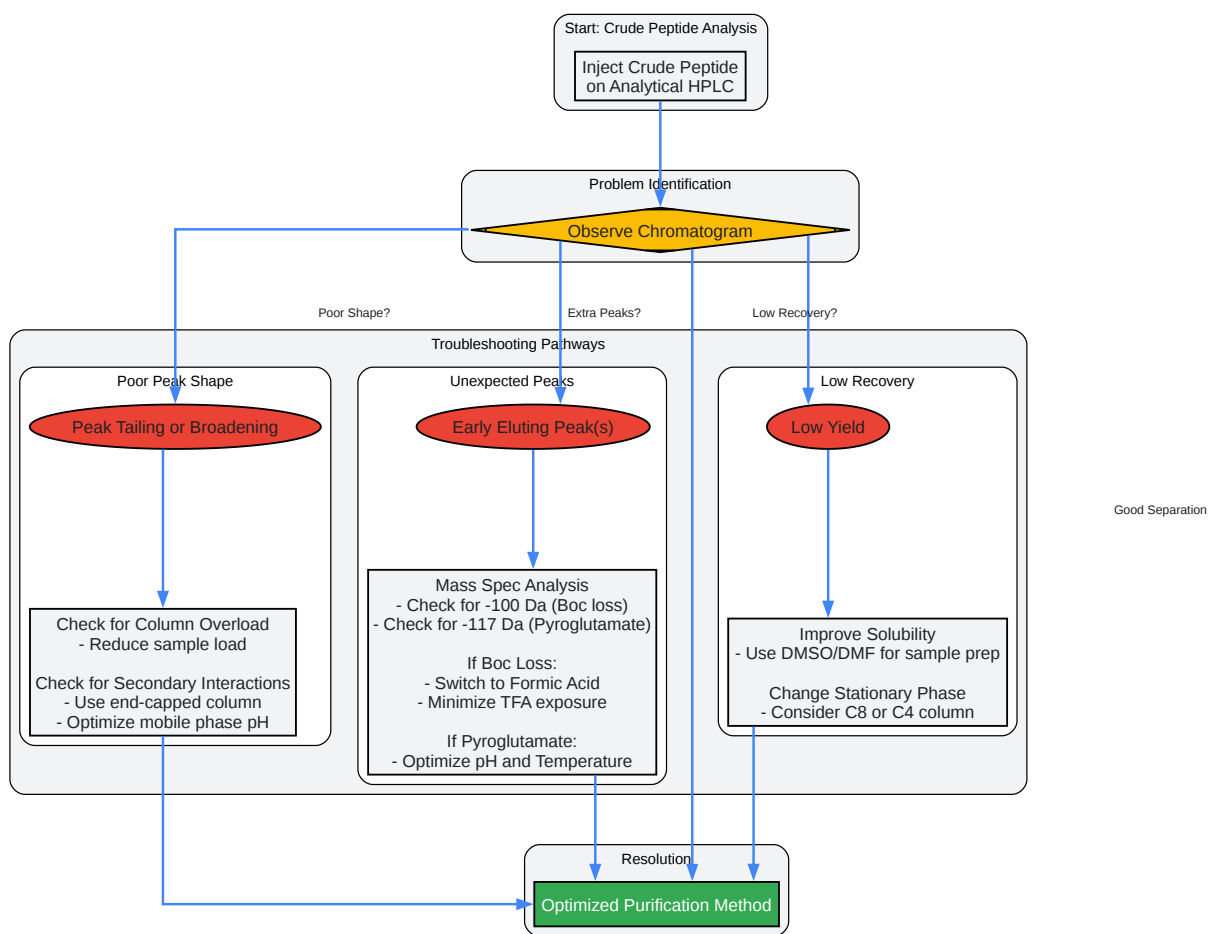 Start: Crude Peptide Analysis
Inject Crude Peptide
on Analytical HPLC
Problem Identification
Observe Chromatogram
Poor Shape?
Extra Peaks?
Low Recovery?
Troubleshooting Pathways
Poor Peak Shape
Peak Tailing or Broadening
Check for Column Overload
- Reduce sample load
Check for Secondary Interactions
- Use end-capped column
- Optimize mobile phase pH
Unexpected Peaks
Early Eluting Peak(s)
Mass Spec Analysis
- Check for -100 Da (Boc loss)
- Check for -117 Da (Pyroglutamate)
If Boc Loss:
- Switch to Formic Acid
- Minimize TFA exposure
If Pyroglutamate:
- Optimize pH and Temperature
Low Recovery
Low Yield
Improve Solubility
- Use DMSO/DMF for sample prep
Change Stationary Phase
- Consider C8 or C4 column
Good Separation
Resolution
Optimized Purification Method